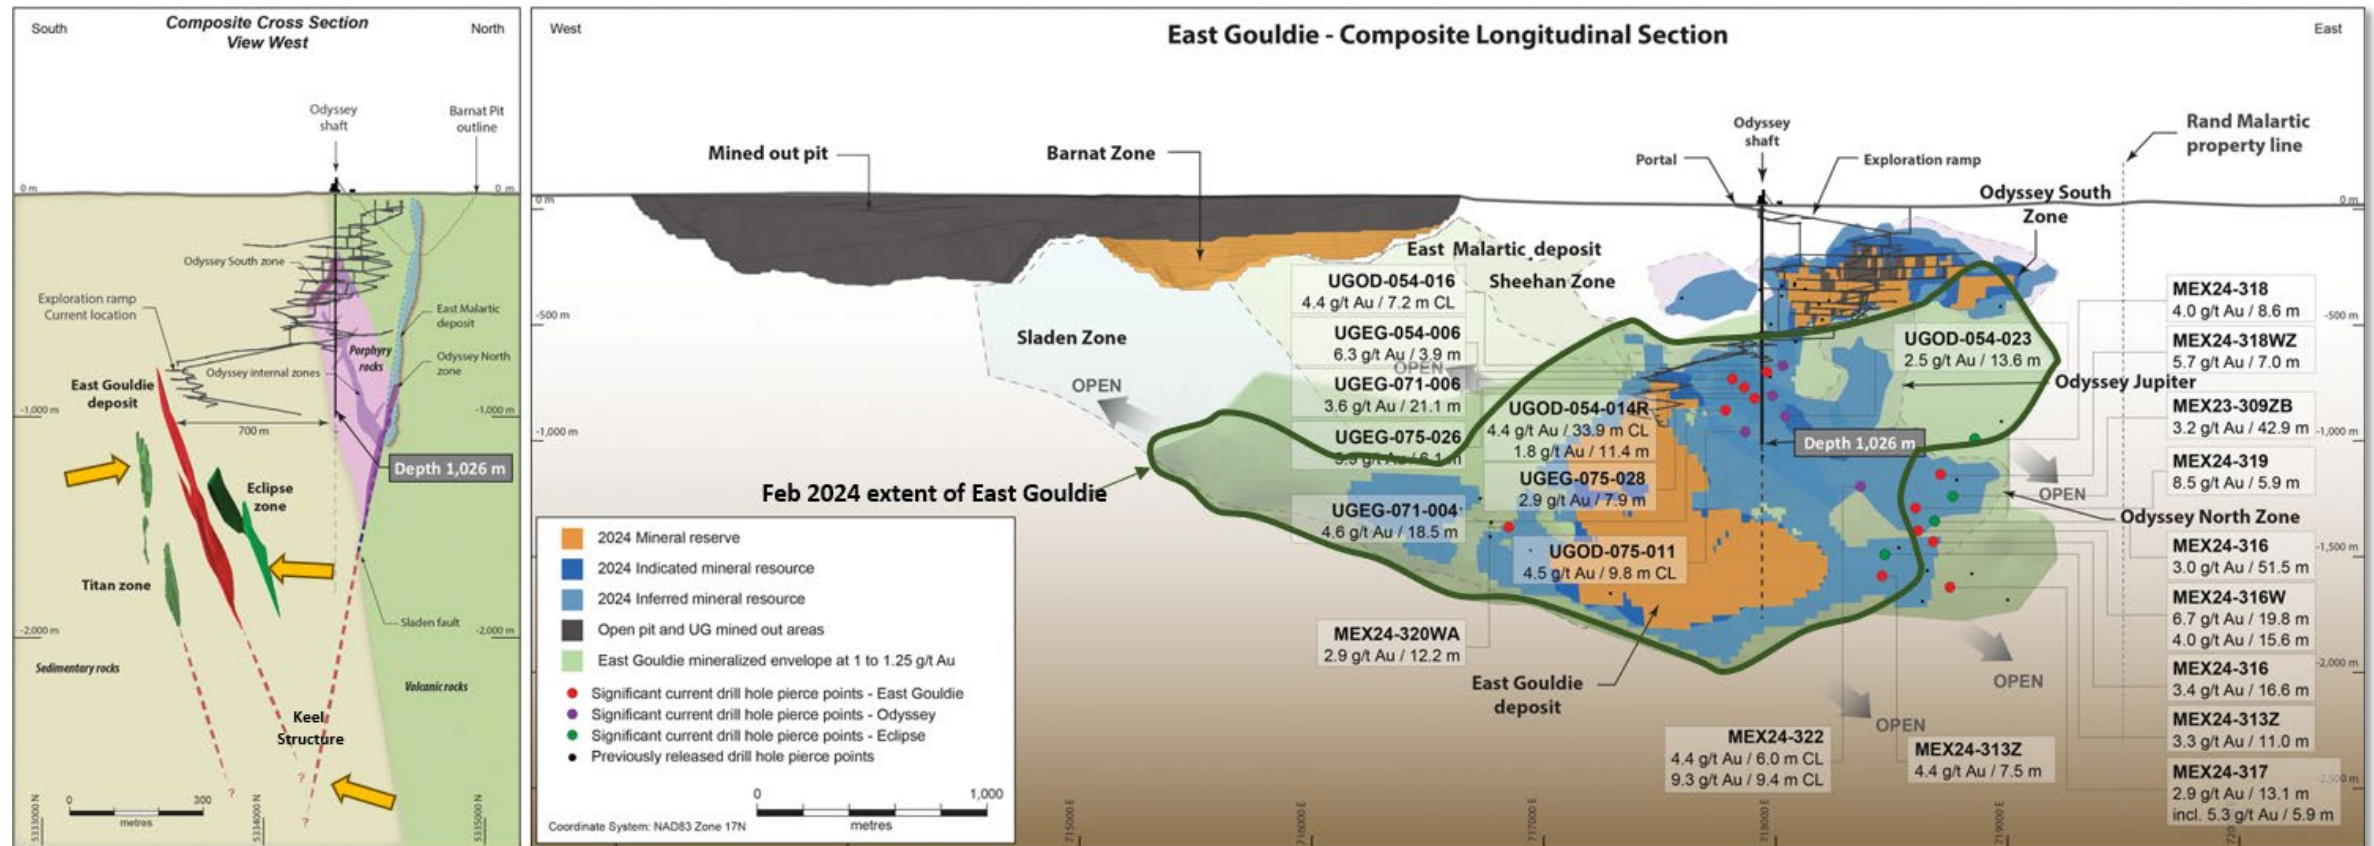 South
Composite Cross Section
View West
North
Odyssey
shaft
Barnat Pit
outline
0 m
0 m
Odyssey South zone
Exploration ramp
Current location
East Malartic
deposit
Porphyry
rocks
Odyssey North
zone
Odyssey internal zones
East Gouldie
deposit
-1,000 m
-1,000 m
700 m
Depth 1,026 m
Eclipse
zone
Titan zone
Sladen fault
-2,000 m
-2,000 m
Sedimentary rocks
Volcanic rocks
Keel
Structure
?
?
?
0
300
metres
5333000 N
5334000 N
5335000 N
West
East Gouldie - Composite Longitudinal Section
East
Mined out pit
Barnat Zone
Portal
Odyssey
shaft
Exploration ramp
Rand Malartic
property line
Odyssey South
Zone
0 m
0 m
East Malartic deposit
Sheehan Zone
Sladen Zone
OPEN
OPEN
-500 m
-500 m
-1,000 m
-1,000 m
-1,500 m
-2,000 m
-2,500 m
UGOD-054-016
4.4 g/t Au / 7.2 m CL
UGEG-054-006
6.3 g/t Au / 3.9 m
UGEG-071-006
3.6 g/t Au / 21.1 m
UGEG-075-026
UGEG-071-004
4.6 g/t Au / 18.5 m
UGOD-054-014R
4.4 g/t Au / 33.9 m CL
1.8 g/t Au / 11.4 m
UGEG-075-028
2.9 g/t Au / 7.9 m
UGOD-075-011
4.5 g/t Au / 9.8 m CL
UGOD-054-023
2.5 g/t Au / 13.6 m
Odyssey Jupiter
Depth 1,026 m
OPEN
Odyssey North Zone
MEX24-318
4.0 g/t Au / 8.6 m
MEX24-318WZ
5.7 g/t Au / 7.0 m
MEX23-309ZB
3.2 g/t Au / 42.9 m
MEX24-319
8.5 g/t Au / 5.9 m
MEX24-316
3.0 g/t Au / 51.5 m
MEX24-316W
6.7 g/t Au / 19.8 m
4.0 g/t Au / 15.6 m
MEX24-316
3.4 g/t Au / 16.6 m
MEX24-313Z
3.3 g/t Au / 11.0 m
MEX24-317
2.9 g/t Au / 13.1 m
incl. 5.3 g/t Au / 5.9 m
Feb 2024 extent of East Gouldie
MEX24-320WA
2.9 g/t Au / 12.2 m
East Gouldie
deposit
OPEN
OPEN
MEX24-322
4.4 g/t Au / 6.0 m CL
9.3 g/t Au / 9.4 m CL
MEX24-313Z
4.4 g/t Au / 7.5 m
2024 Mineral reserve
2024 Indicated mineral resource
2024 Inferred mineral resource
Open pit and UG mined out areas
East Gouldie mineralized envelope at 1 to 1.25 g/t Au
Significant current drill hole pierce points - East Gouldie
Significant current drill hole pierce points - Odyssey
Significant current drill hole pierce points - Eclipse
Previously released drill hole pierce points
0
1,000
metres
Coordinate System: NAD83 Zone 17N
715000 E
716000 E
717000 E
718000 E
719000 E